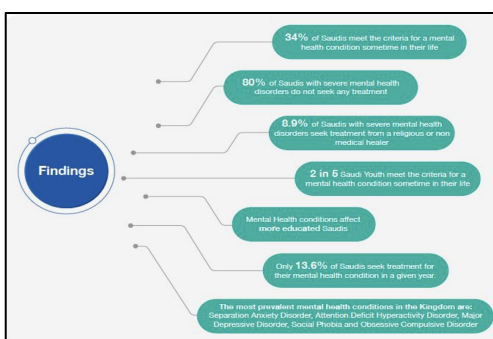 Findings
34% of Saudis meet the criteria for a mental
health condition sometime in their life
80% of Saudis with severe mental health
disorders do not seek any treatment
8.9% of Saudis with severe mental health
disorders seek treatment from a religious or non
medical healer
2 in 5 Saudi Youth meet the criteria for a
mental health condition sometime in their life
Mental Health conditions affect
more educated Saudis
Only 13.6% of Saudis seek treatment for
their mental health condition in a given year.
The most prevalent mental health conditions in the Kingdom are:
Separation Anxiety Disorder, Attention Deficit Hyperactivity Disorder, Major
Depressive Disorder, Social Phobia and Obsessive Compulsive Disorder